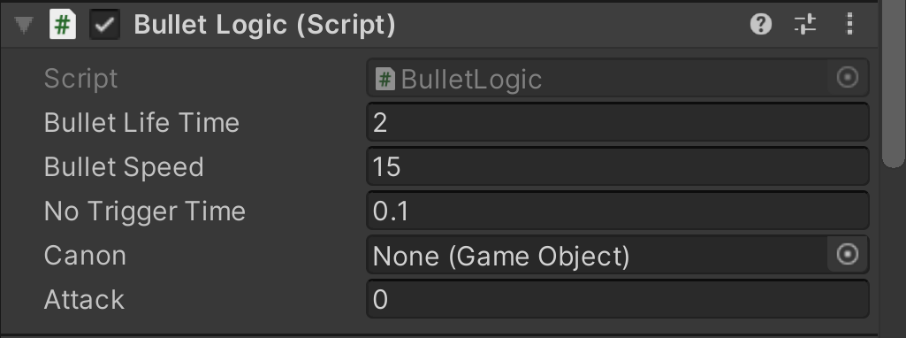 # Bullet Logic (Script)
Script # BulletLogic
Bullet Life Time 2
Bullet Speed 15
No Trigger Time 0.1
Canon None (Game Object)
Attack 0